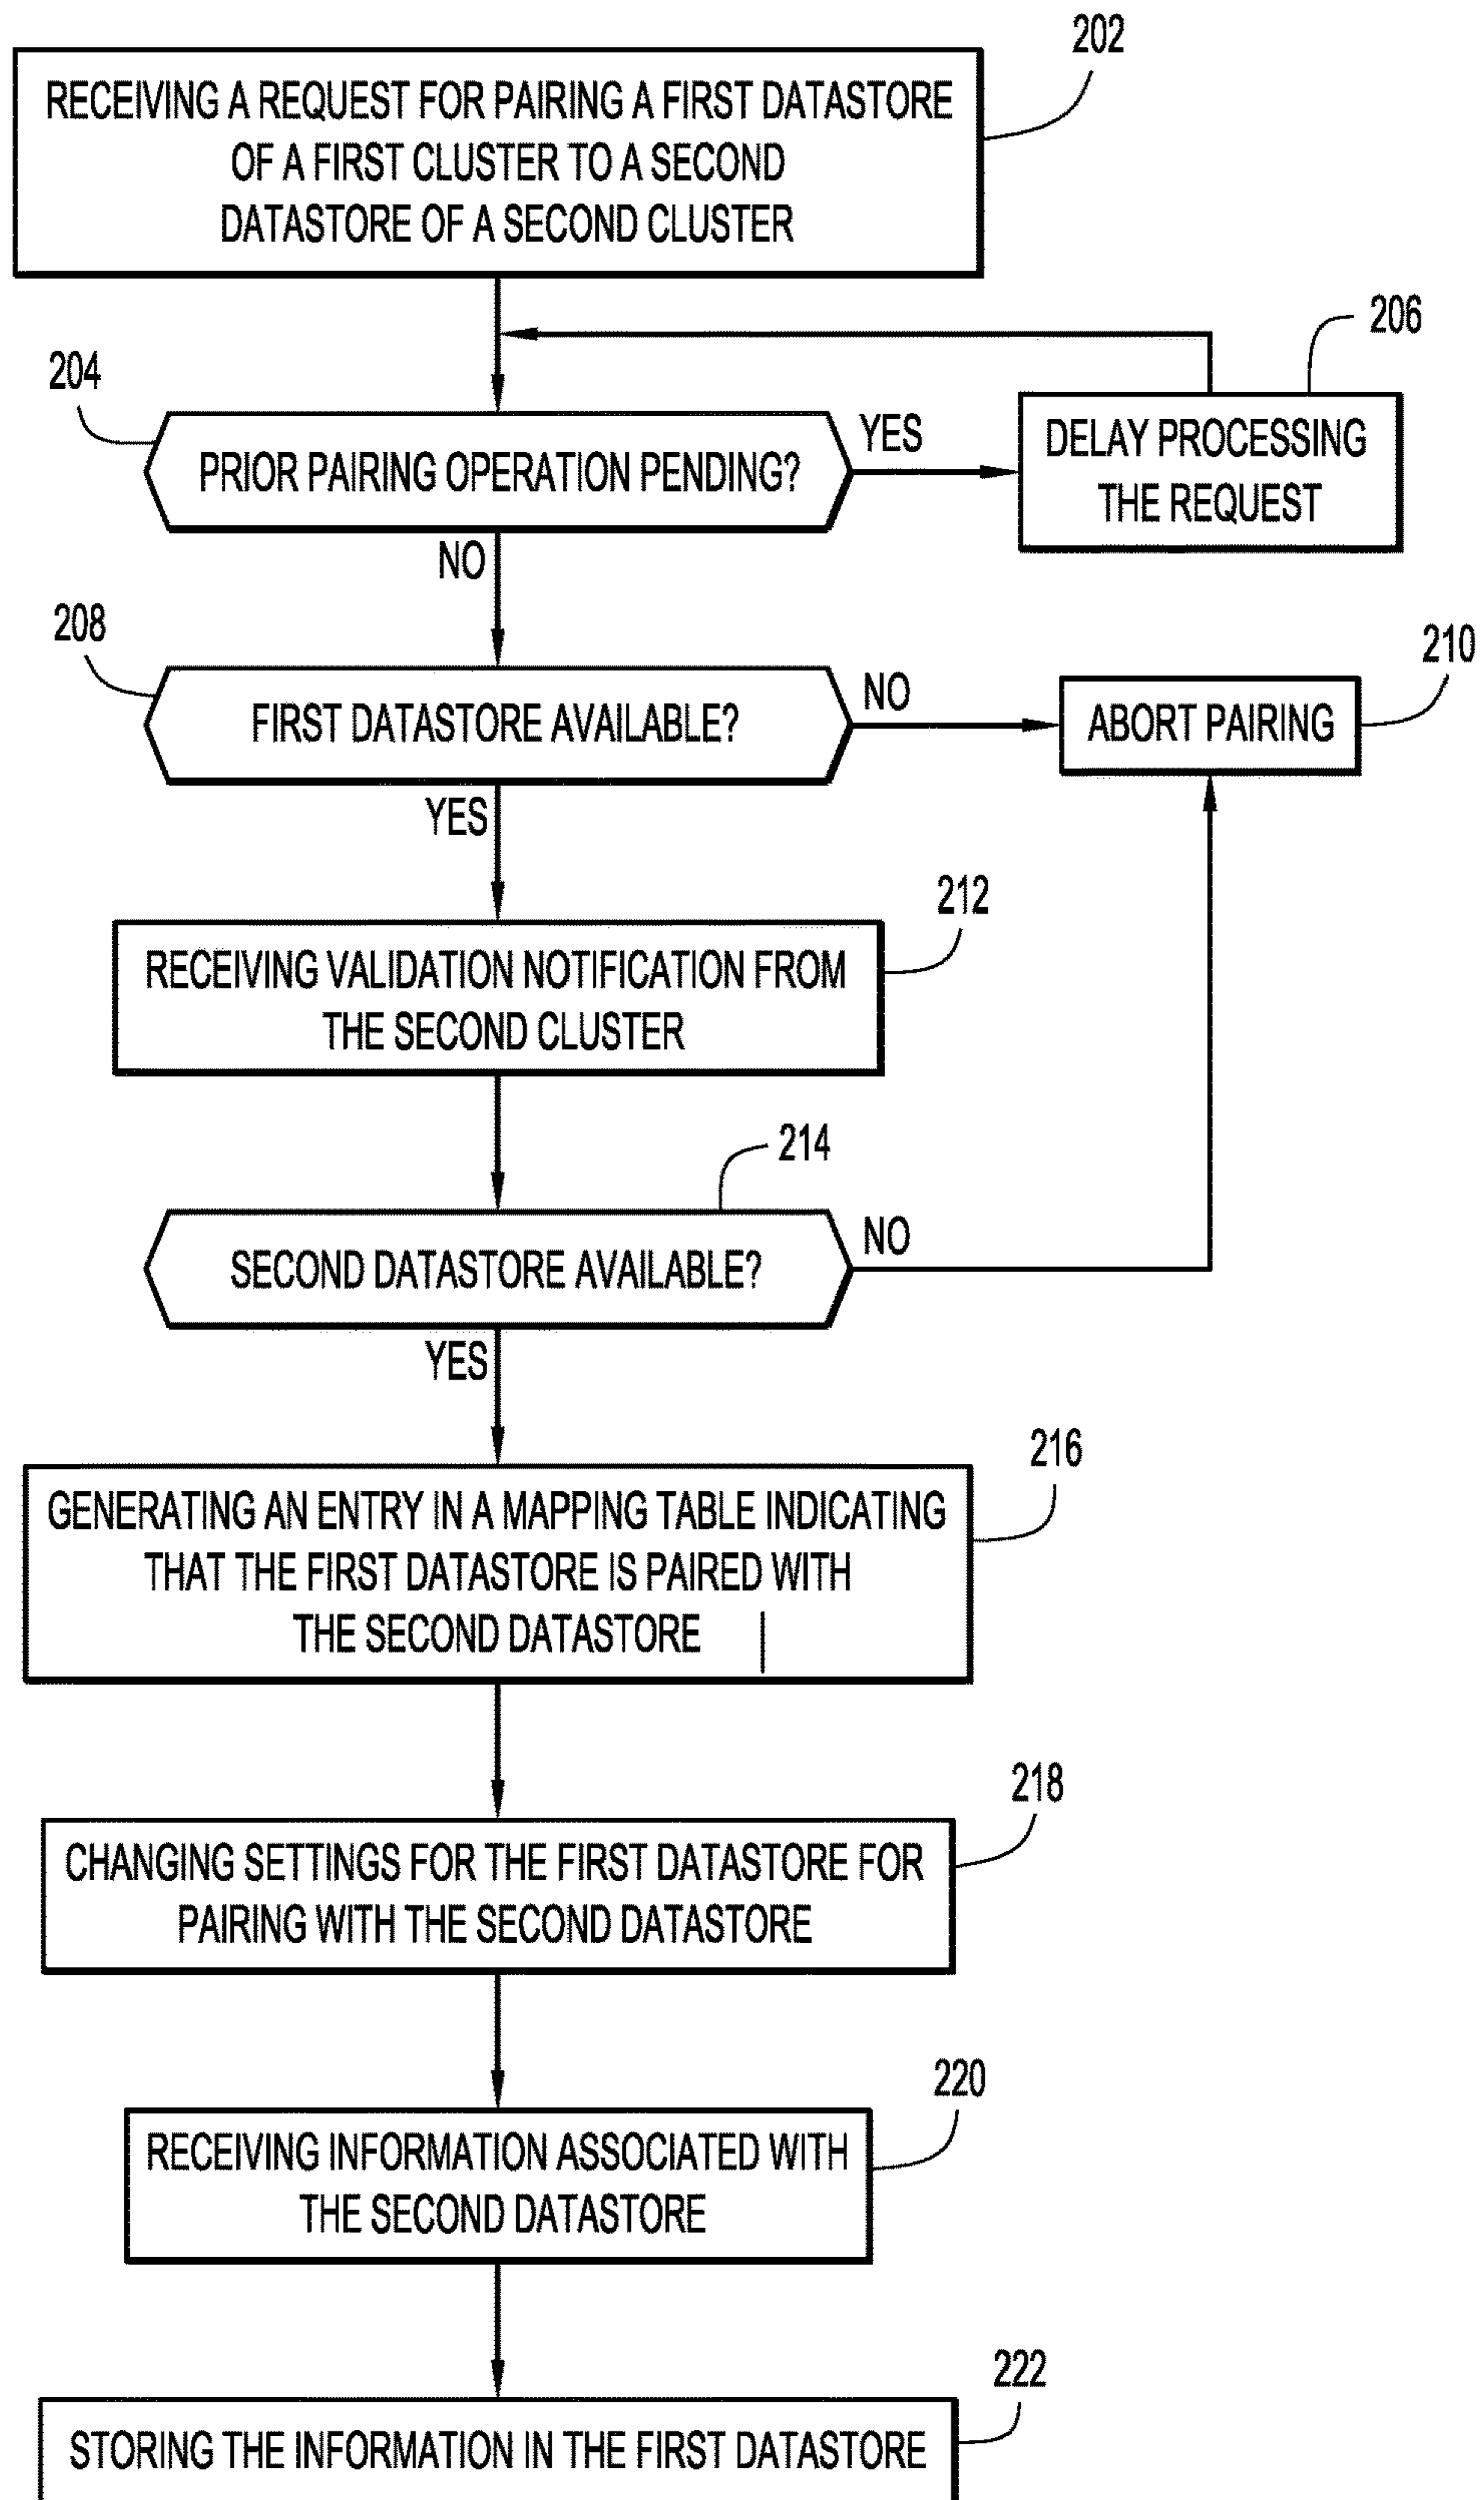 202
RECEIVING A REQUEST FOR PAIRING A FIRST DATASTORE
OF A FIRST CLUSTER TO A SECOND
DATASTORE OF A SECOND CLUSTER
206
204
YES
PRIOR PAIRING OPERATION PENDING?
DELAY PROCESSING
THE REQUEST
NO
208
210
NO
FIRST DATASTORE AVAILABLE?
ABORT PAIRING
YES
212
RECEIVING VALIDATION NOTIFICATION FROM
THE SECOND CLUSTER
214
NO
SECOND DATASTORE AVAILABLE?
YES
216
GENERATING AN ENTRY IN A MAPPING TABLE INDICATING
THAT THE FIRST DATASTORE IS PAIRED WITH
THE SECOND DATASTORE
218
CHANGING SETTINGS FOR THE FIRST DATASTORE FOR
PAIRING WITH THE SECOND DATASTORE
220
RECEIVING INFORMATION ASSOCIATED WITH
THE SECOND DATASTORE
222
STORING THE INFORMATION IN THE FIRST DATASTORE